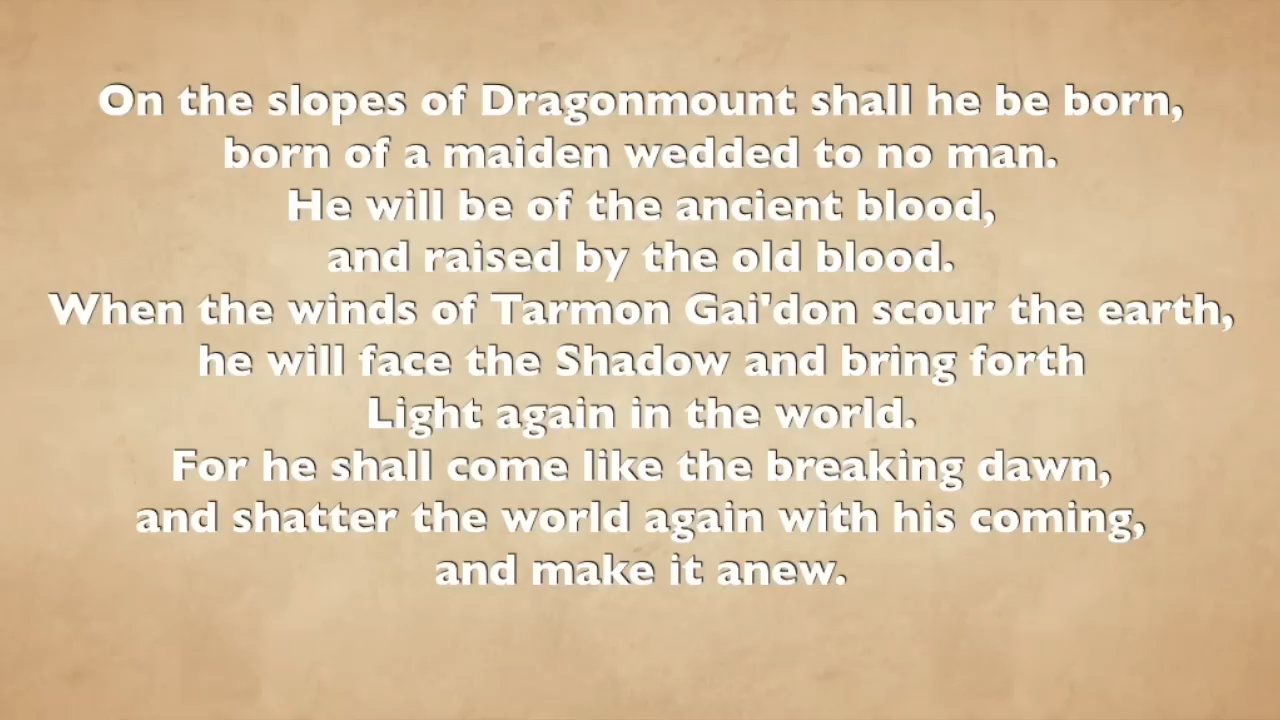 On the slopes of Dragonmount shall he be born,
born of a maiden wedded to no man.
He will be of the ancient blood,
and raised by the old blood.
When the winds of Tarmon Gai'don scour the earth,
he will face the Shadow and bring forth
Light again in the world.
For he shall come like the breaking dawn,
and shatter the world again with his coming,
and make it anew.